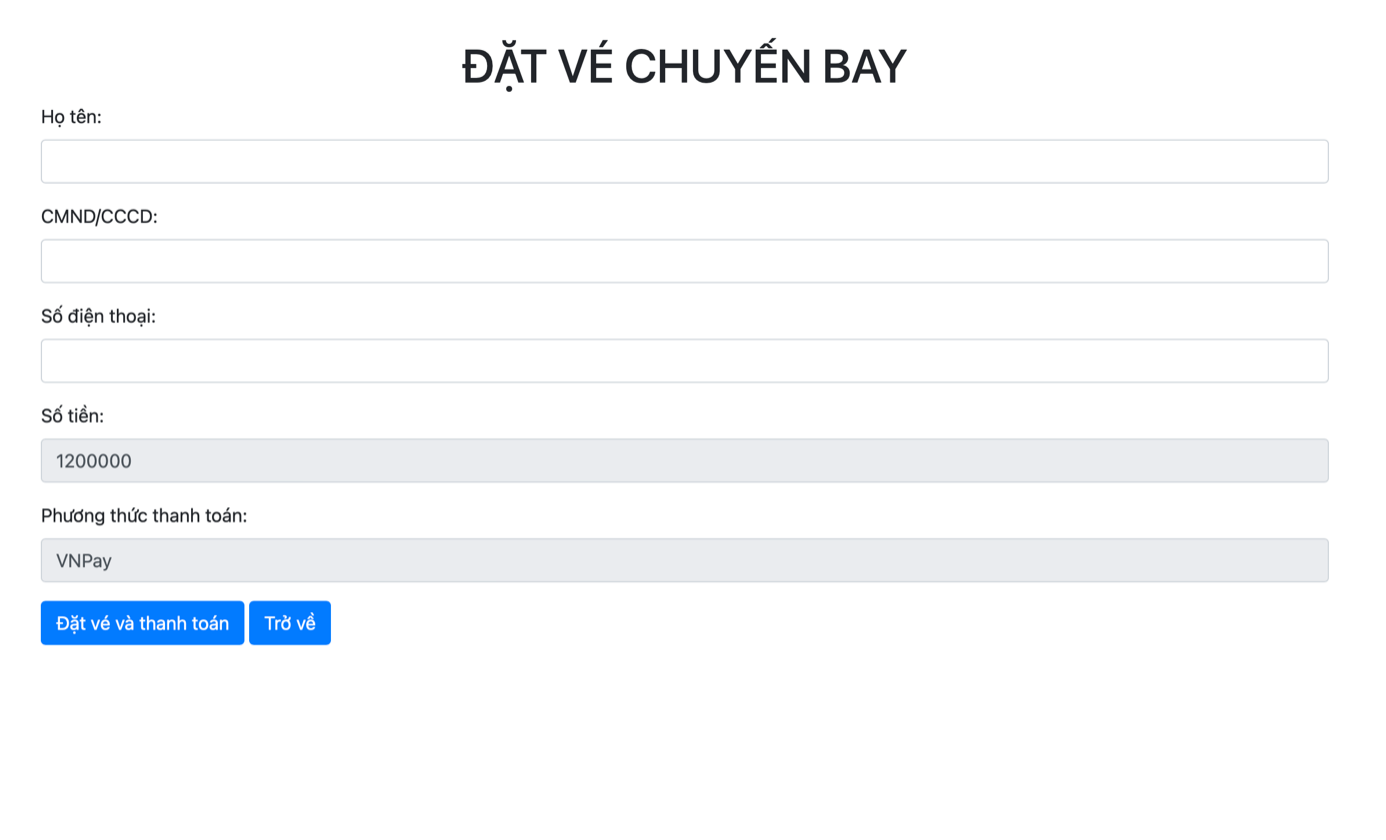 ĐẶT VÉ CHUYẾN BAY
Họ tên:
CMND/CCCD:
Số điện thoại:
Số tiền:
1200000
Phương thức thanh toán:
VNPay
Đặt vé và thanh toán Trở về